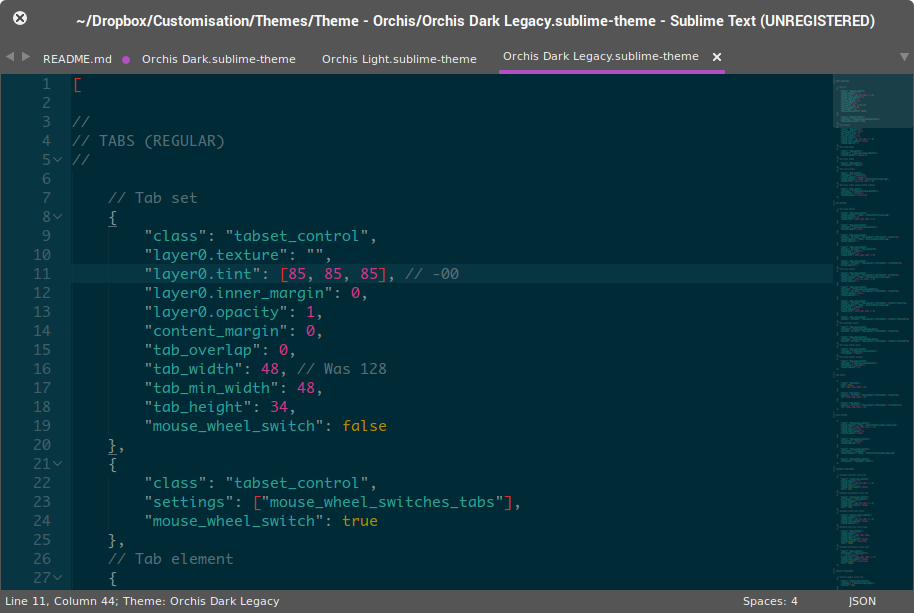 ~/Dropbox/Customisation/Themes/Theme - Orchis/Orchis Dark Legacy.sublime-theme - Sublime Text (UNREGISTERED)
README.md Orchis Dark.sublime-theme Orchis Light.sublime-theme Orchis Dark Legacy.sublime-theme
1 [
2
3 //
4 // TABS (REGULAR)
5 //
6
7 // Tab set
8 {
9 "class": "tabset_control",
10 "layer0.texture": "",
11 "layer0.tint": [85, 85, 85], // -00
12 "layer0.inner_margin": 0,
13 "layer0.opacity": 1,
14 "content_margin": 0,
15 "tab_overlap": 0,
16 "tab_width": 48, // Was 128
17 "tab_min_width": 48,
18 "tab_height": 34,
19 "mouse_wheel_switch": false
20 },
21 {
22 "class": "tabset_control",
23 "settings": ["mouse_wheel_switches_tabs"],
24 "mouse_wheel_switch": true
25 },
26 // Tab element
27 {
Line 11, Column 44; Theme: Orchis Dark Legacy Spaces: 4 JSON